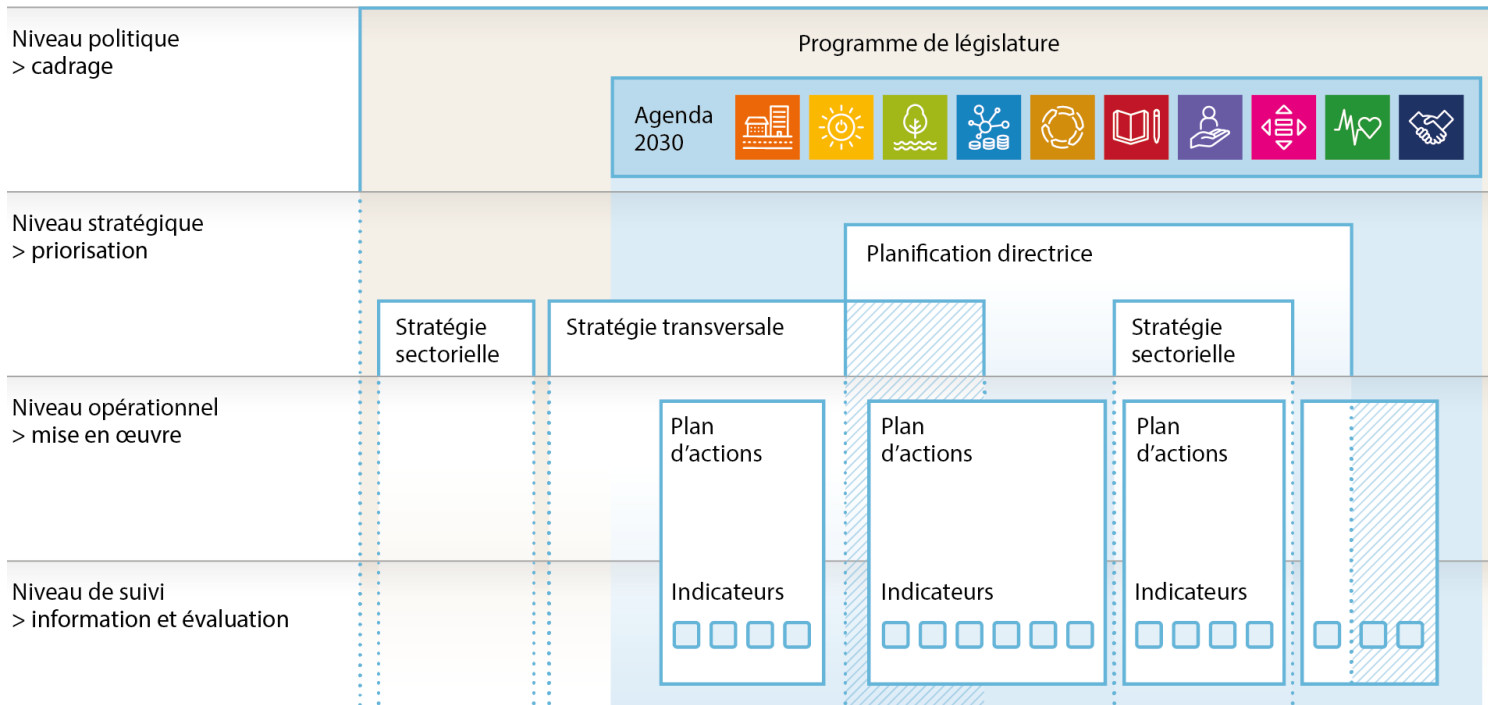 Niveau politique
> cadrage
Programme de législature
Agenda
2030
Niveau stratégique
> priorisation
Planification directrice
Stratégie
sectorielle
Stratégie transversale
Stratégie
sectorielle
Niveau opérationnel
> mise en œuvre
Plan
d’actions
Plan
d’actions
Plan
d’actions
Niveau de suivi
> information et évaluation
Indicateurs
Indicateurs
Indicateurs